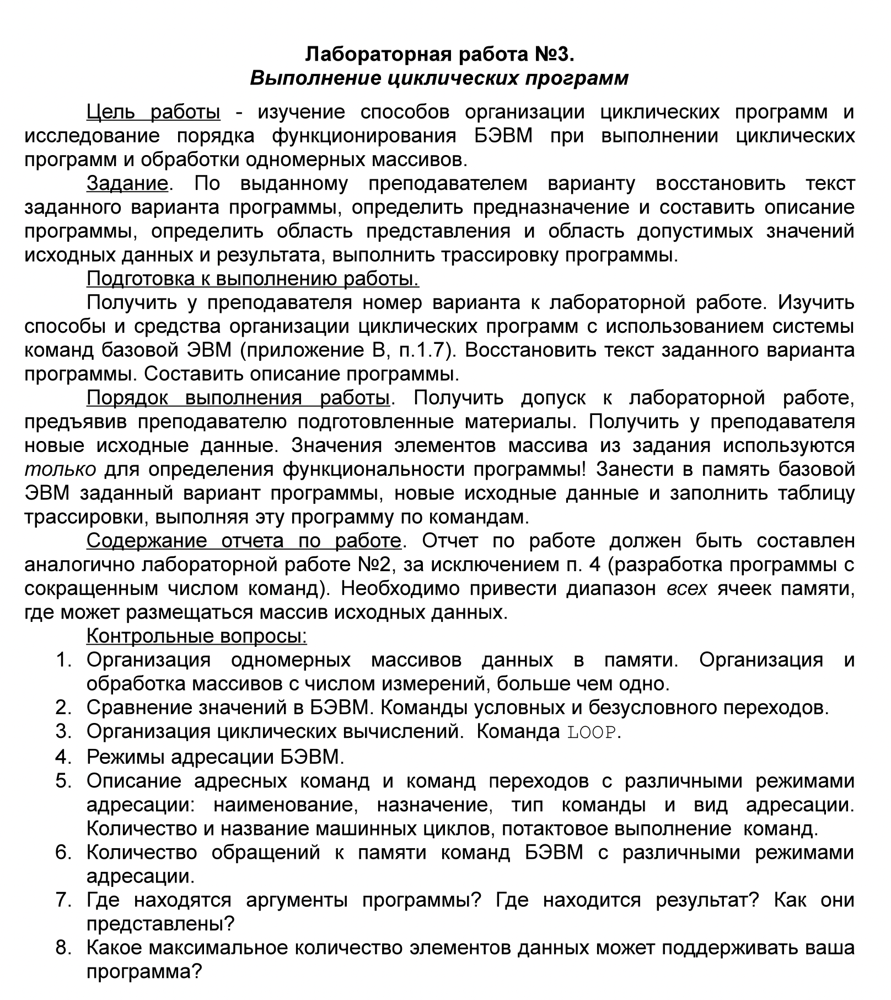 Лабораторная работа №3.
Выполнение циклических программ
Цель работы - изучение способов организации циклических программ и
исследование порядка функционирования БЭВМ при выполнении циклических
программ и обработки одномерных массивов.
Задание. По выданному преподавателем варианту восстановить текст
заданного варианта программы, определить предназначение и составить описание
программы, определить область представления и область допустимых значений
исходных данных и результата, выполнить трассировку программы.
Подготовка к выполнению работы.
Получить у преподавателя номер варианта к лабораторной работе. Изучить
способы и средства организации циклических программ с использованием системы
команд базовой ЭВМ (приложение В, п.1.7). Восстановить текст заданного варианта
программы. Составить описание программы.
Порядок выполнения работы. Получить допуск к лабораторной работе,
предъявив преподавателю подготовленные материалы. Получить у преподавателя
новые исходные данные. Значения элементов массива из задания используются
только для определения функциональности программы! Занести в память базовой
ЭВМ заданный вариант программы, новые исходные данные и заполнить таблицу
трассировки, выполняя эту программу по командам.
Содержание отчета по работе. Отчет по работе должен быть составлен
аналогично лабораторной работе №2, за исключением п. 4 (разработка программы с
сокращенным числом команд). Необходимо привести диапазон всех ячеек памяти,
где может размещаться массив исходных данных.
Контрольные вопросы:
1. Организация одномерных массивов данных в памяти. Организация и
обработка массивов с числом измерений, больше чем одно.
2. Сравнение значений в БЭВМ. Команды условных и безусловного переходов.
3. Организация циклических вычислений. Команда LOOP.
4. Режимы адресации БЭВМ.
5. Описание адресных команд и команд переходов с различными режимами
адресации: наименование, назначение, тип команды и вид адресации.
Количество и название машинных циклов, потактовое выполнение команд.
6. Количество обращений к памяти команд БЭВМ с различными режимами
адресации.
7. Где находятся аргументы программы? Где находится результат? Как они
представлены?
8. Какое максимальное количество элементов данных может поддерживать ваша
программа?